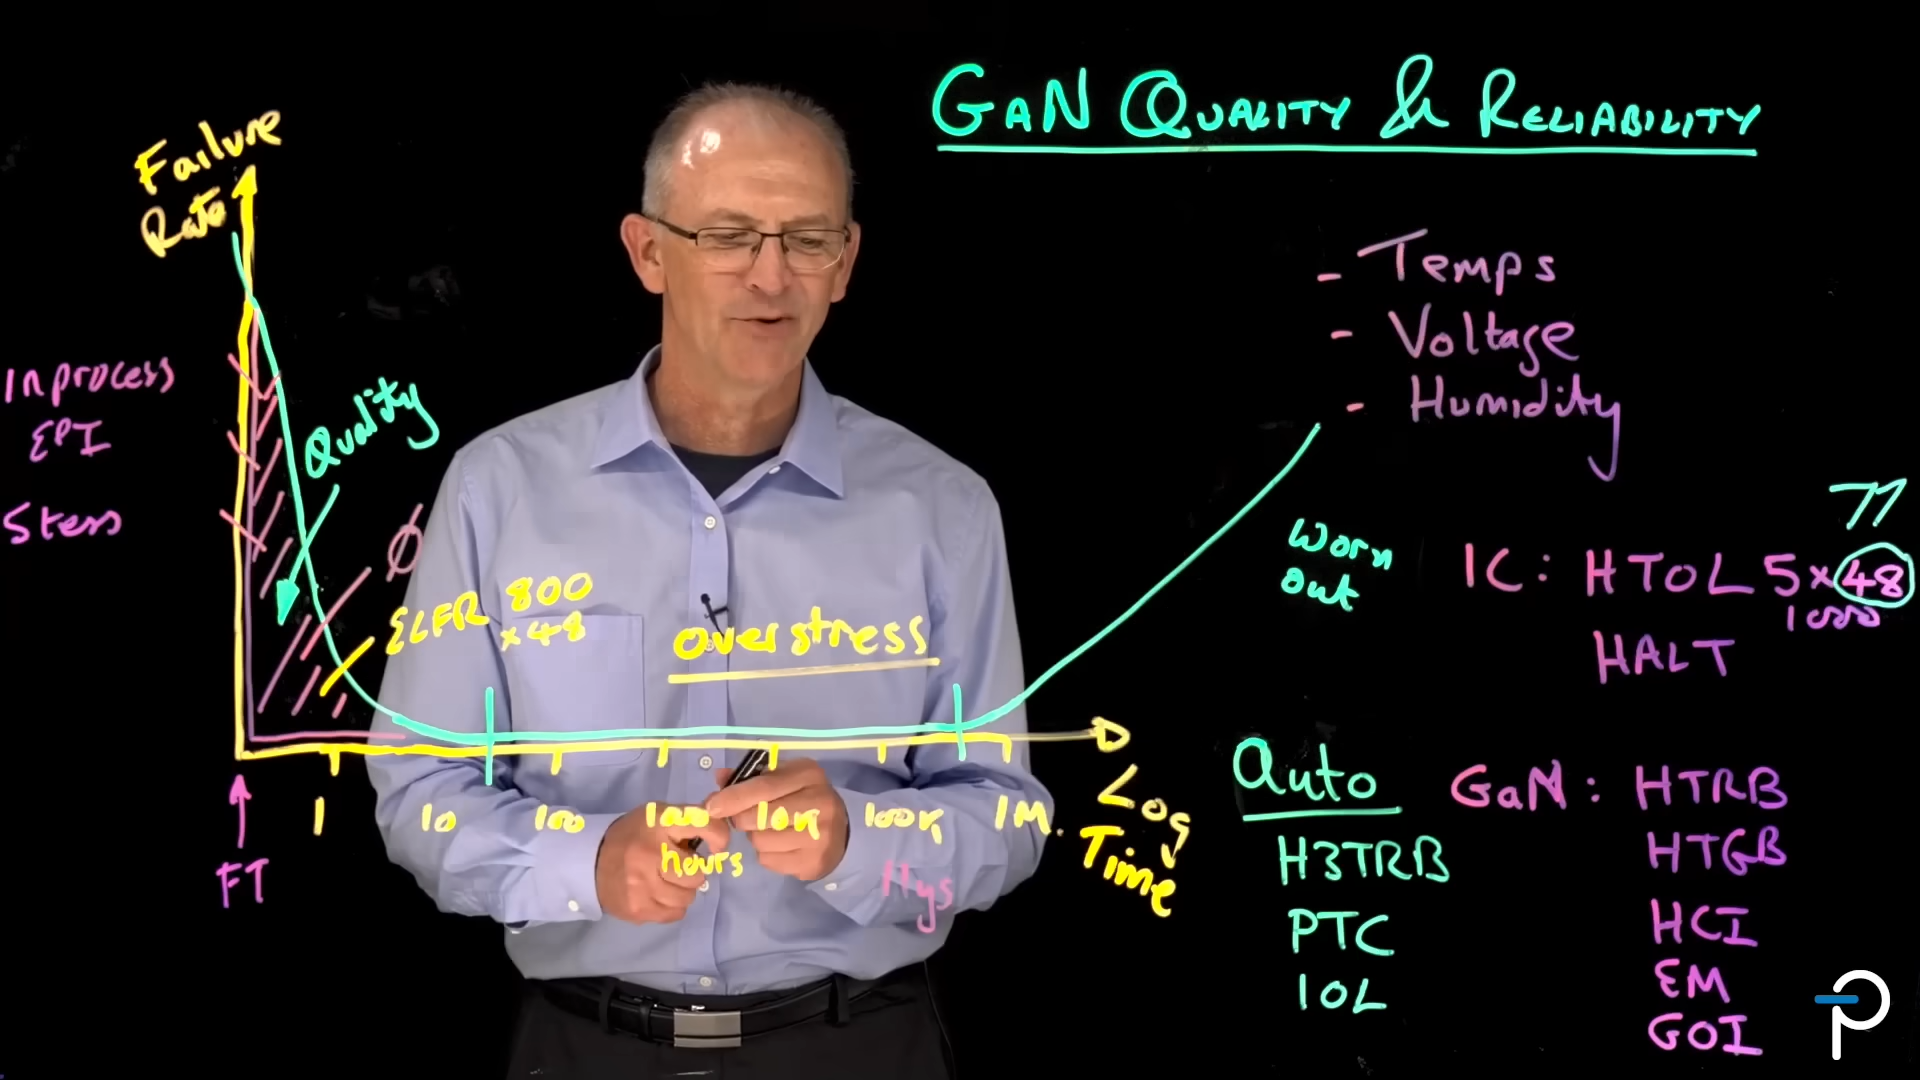 GaN Quality & Reliability
Failure
Rate
- Temps
- Voltage
- Humidity
Inprocess
EPI
Stess
Quality
Ø
ELFR 800
x48
Overstress
Worn
out
77
IC: HTOL 5x48
1000
HALT
1
10
100
1000
10K
100K
1M.
hours
11ys
Log
Time
FT
Auto
H3TRB
PTC
IOL
GaN: HTRB
HTGB
HCI
EM
GOI